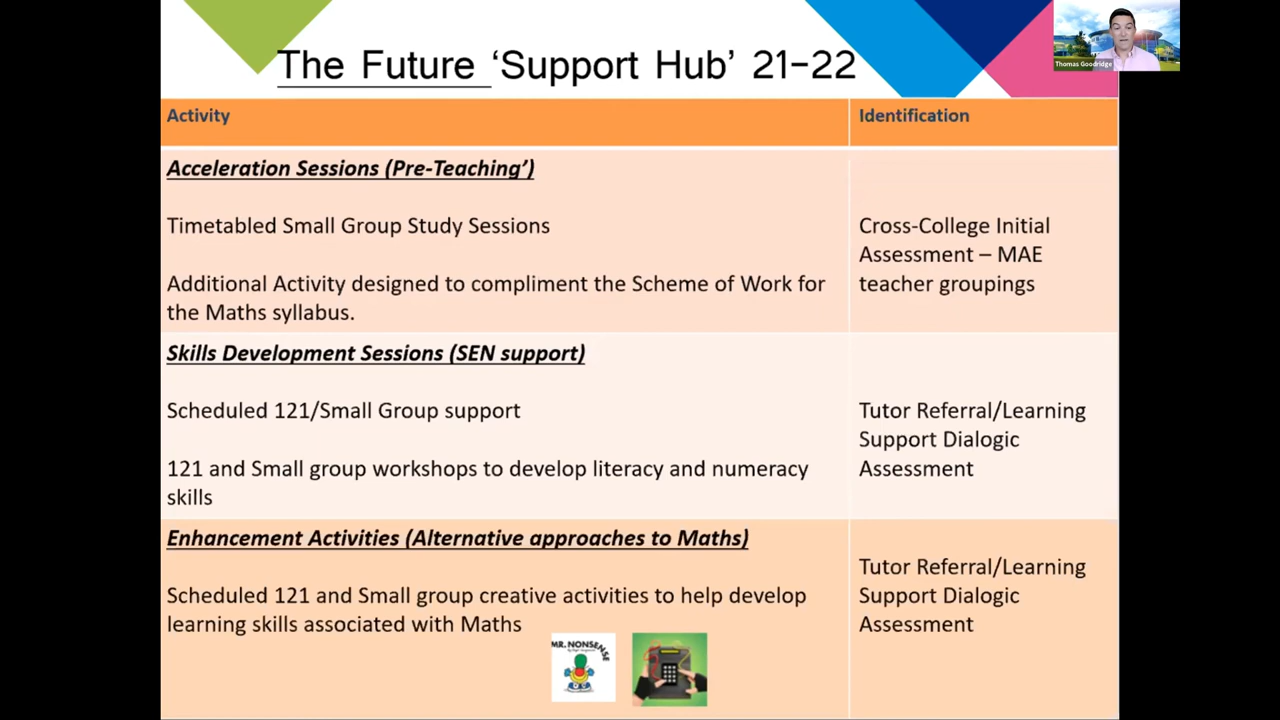 The Future ‘Support Hub’ 21–22
Thomas Goodridge
Activity
Identification
Acceleration Sessions (Pre-Teaching’)
Timetabled Small Group Study Sessions
Additional Activity designed to compliment the Scheme of Work for
the Maths syllabus.
Cross-College Initial
Assessment – MAE
teacher groupings
Skills Development Sessions (SEN support)
Scheduled 121/Small Group support
121 and Small group workshops to develop literacy and numeracy
skills
Tutor Referral/Learning
Support Dialogic
Assessment
Enhancement Activities (Alternative approaches to Maths)
Scheduled 121 and Small group creative activities to help develop
learning skills associated with Maths
Tutor Referral/Learning
Support Dialogic
Assessment
MR. NONSENSE